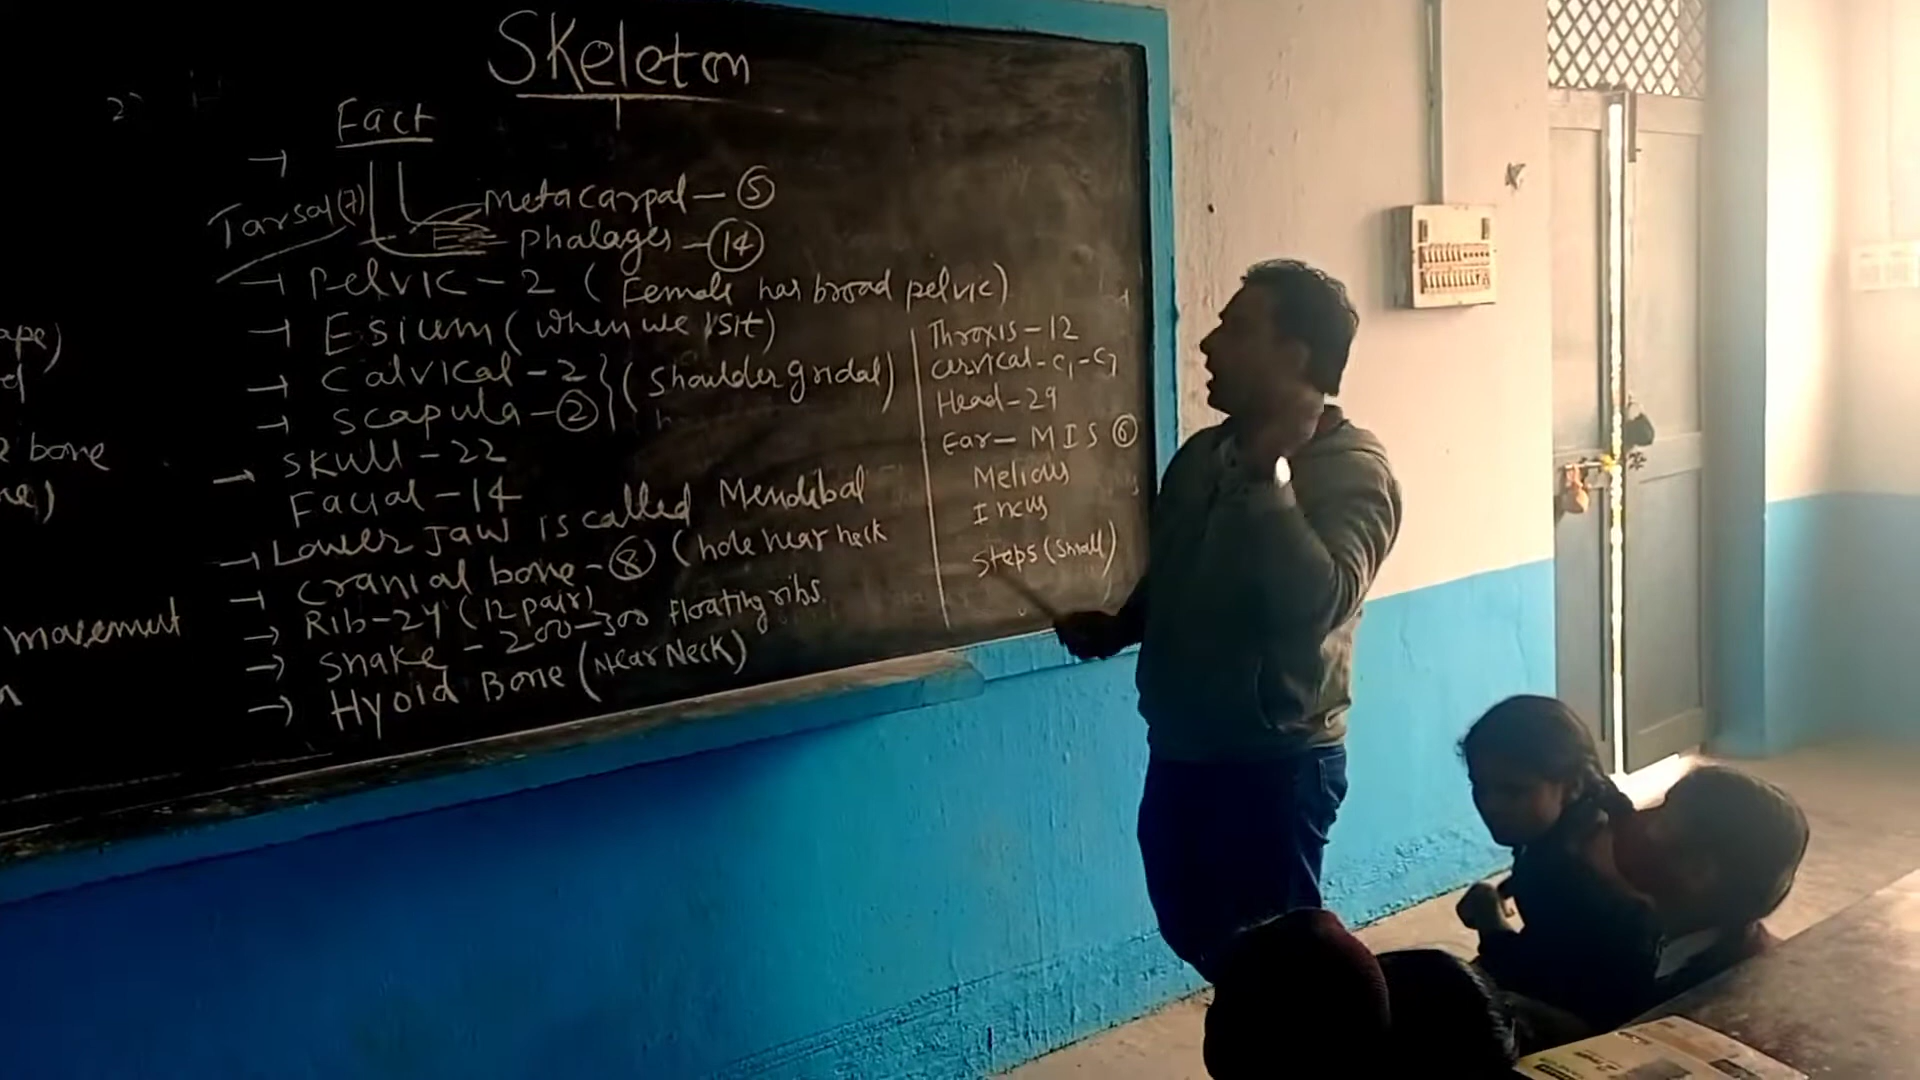 Skeleton
Fact
Tarsal(7)
Metacarpal - 5
Phalages - 14
Pelvic - 2 (Female has broad pelvic)
Esium (when we sit)
Calvical - 2
Scapula - 2
(Shoulder gridal)
Skull - 22
Facial - 14
Lower Jaw is called Mendibal
Cranial bone - 8 (hole near neck
Rib - 24 (12 pair)
floating ribs.
Snake - 200-300
Hyoid Bone (Near Neck)
Throxis - 12
Cervical - C1 - C7
Head - 29
Ear - M I S 6
Melious
Incus
Steps (Small)
ape)
bone
movement